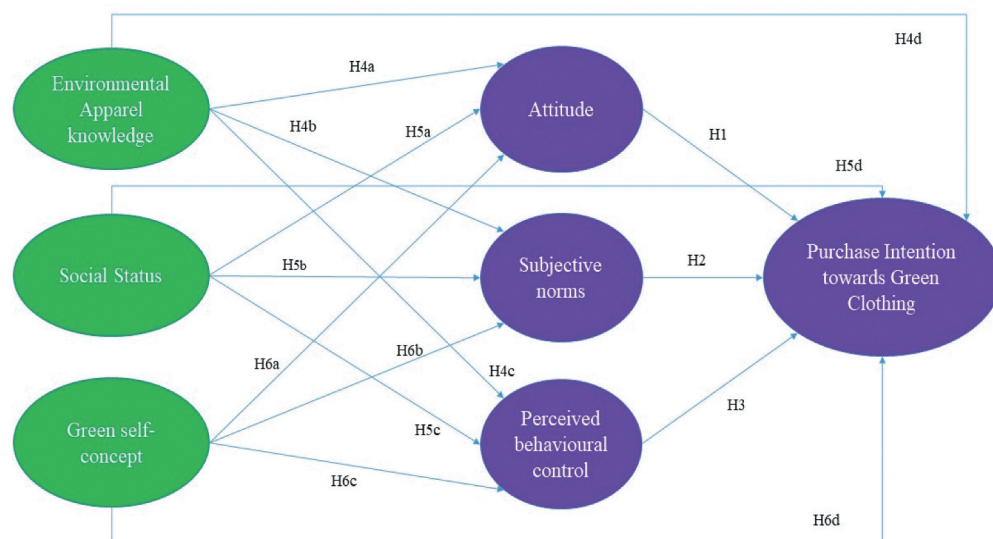 H4d
Environmental
Apparel
knowledge
H4a
H4b
H5a
Attitude
H1
H5d
Social Status
H5b
Subjective
norms
H2
Purchase Intention
towards Green
Clothing
H6a
H6b
H4c
Green self-
concept
H5c
H6c
Perceived
behavioural
control
H3
H6d